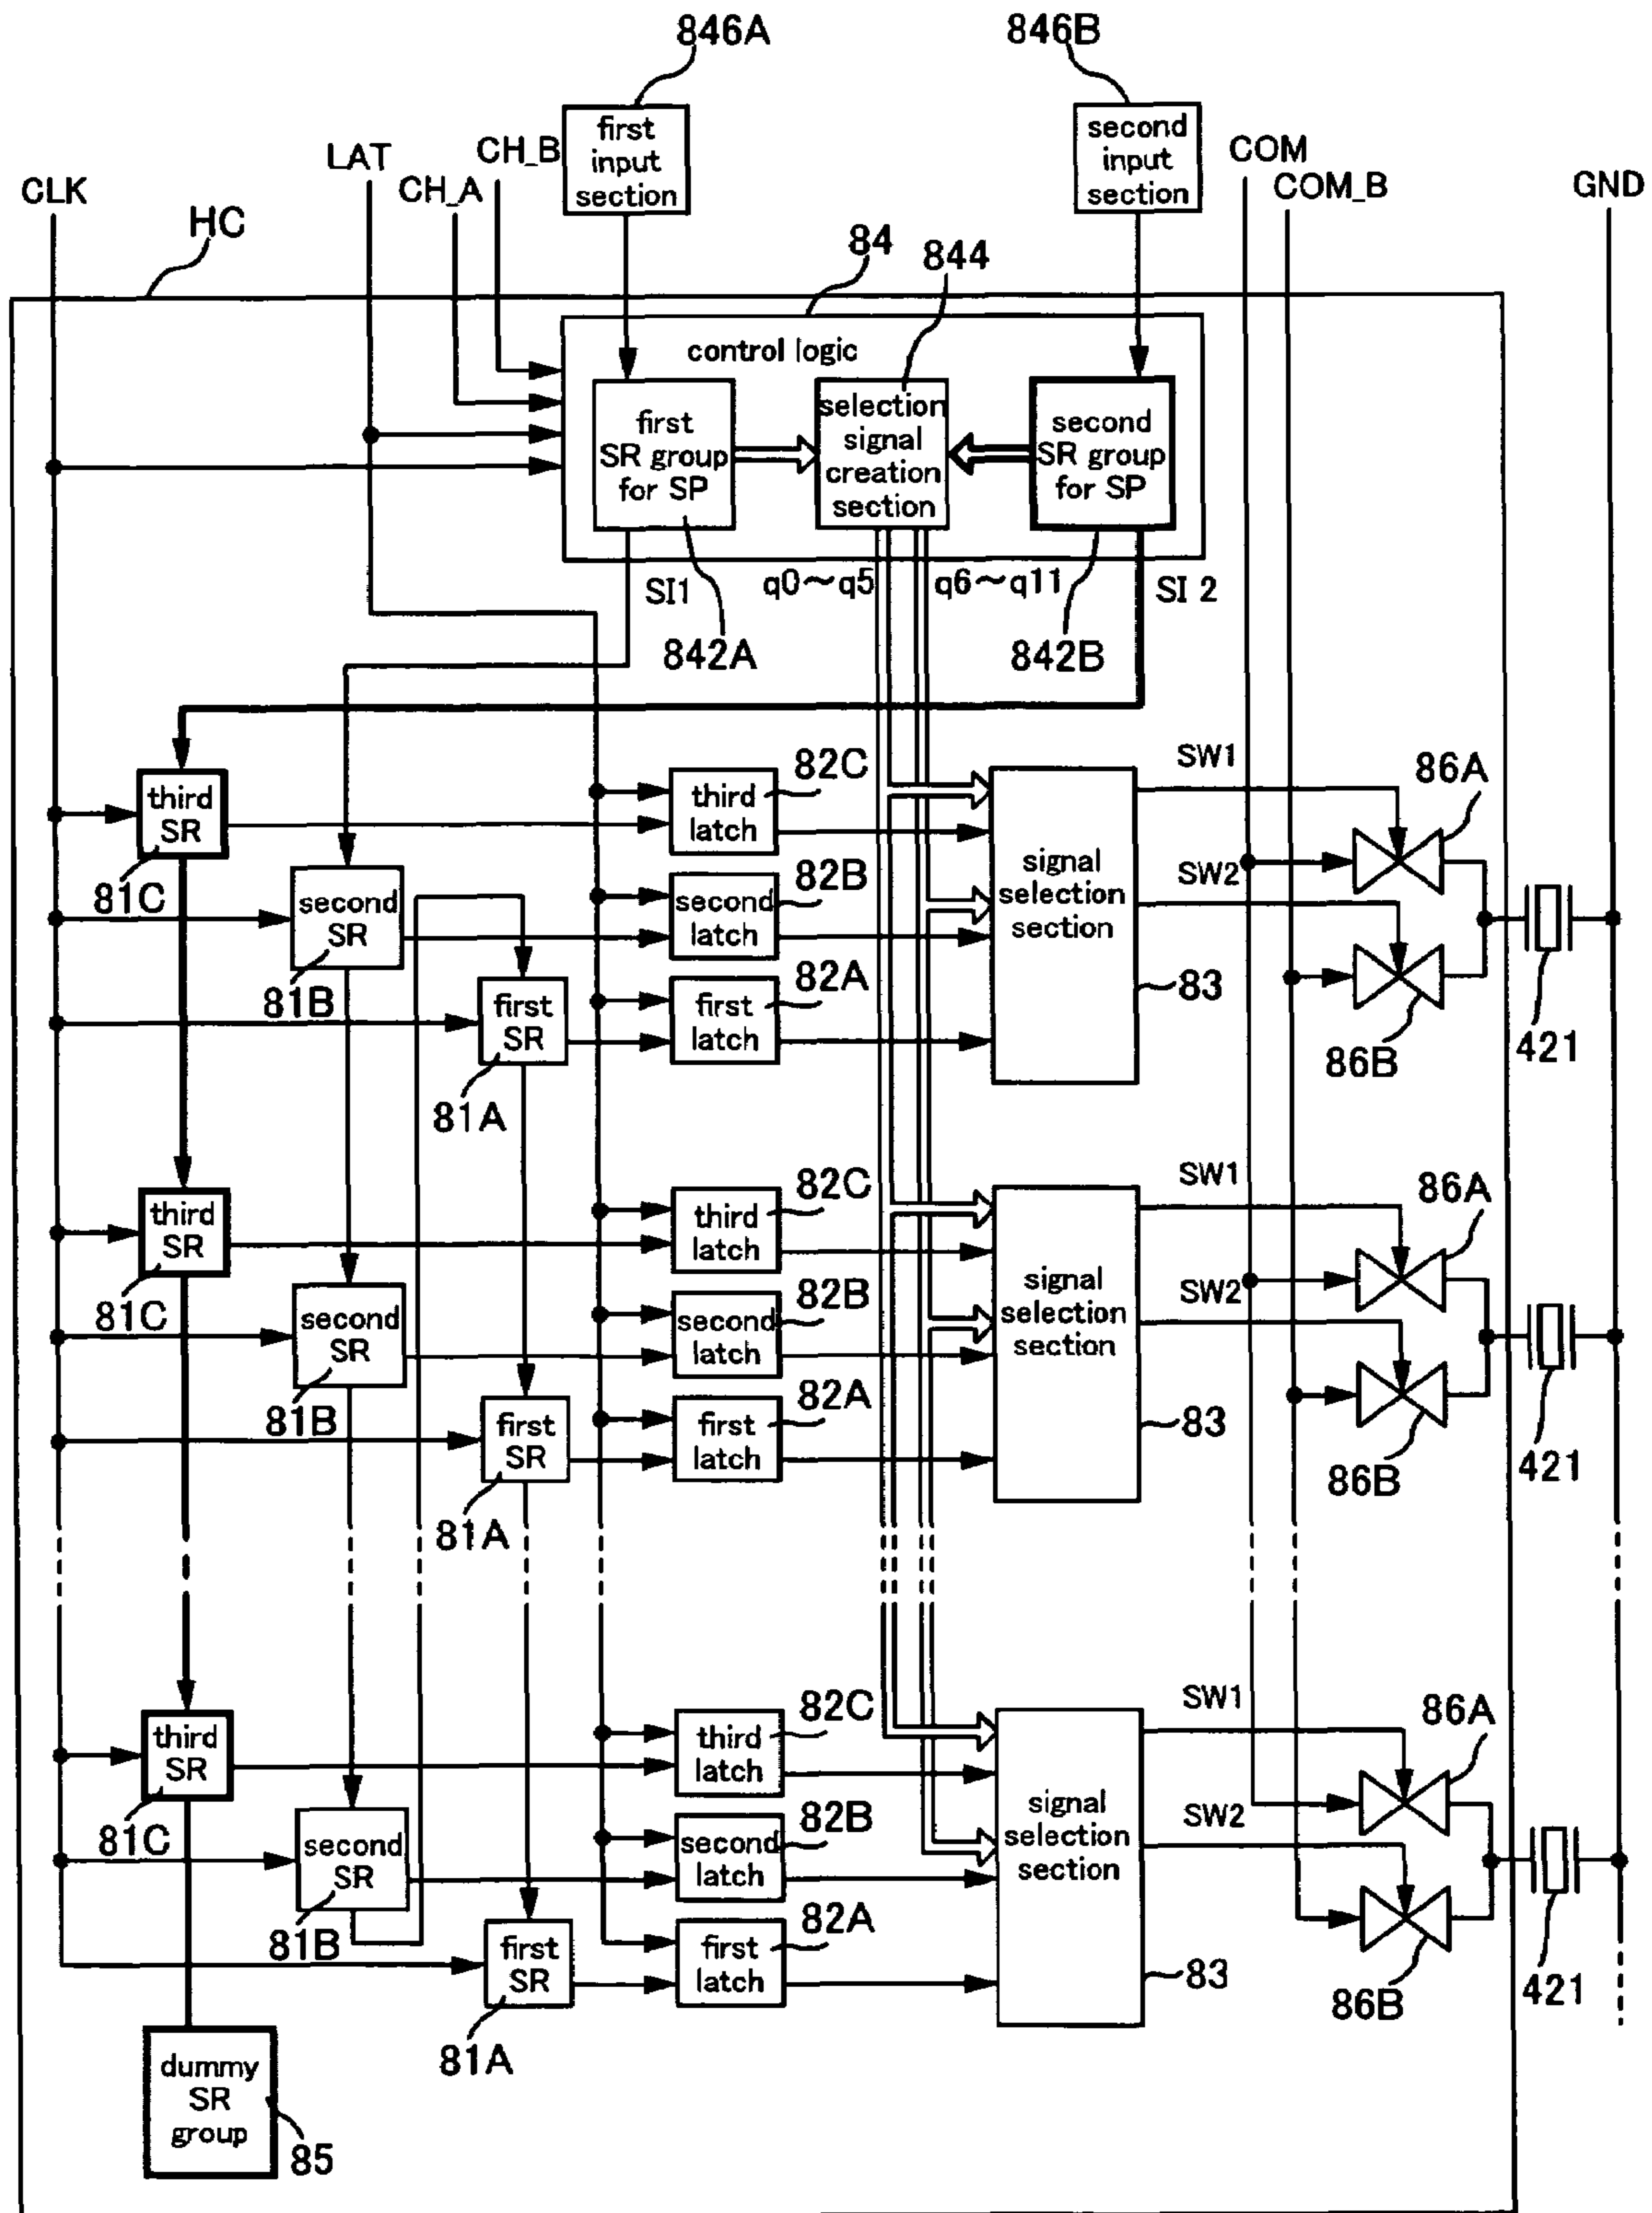 846A
846B
first
input
section
second
input
section
CH_B
LAT
CH_A
CLK
COM
COM_B
GND
HC
84
844
control logic
first
SR group
for SP
selection
signal
creation
section
second
SR group
for SP
SI1
q0~q5
q6~q11
SI 2
842A
842B
third
SR
81C
second
SR
81B
first
SR
81A
third
latch
82C
second
latch
82B
first
latch
82A
signal
selection
section
83
SW1
SW2
86A
86B
421
third
SR
81C
second
SR
81B
first
SR
81A
third
latch
82C
second
latch
82B
first
latch
82A
signal
selection
section
83
SW1
SW2
86A
86B
421
third
SR
81C
second
SR
81B
first
SR
81A
third
latch
82C
second
latch
82B
first
latch
82A
signal
selection
section
83
SW1
SW2
86A
86B
421
dummy
SR
group
85